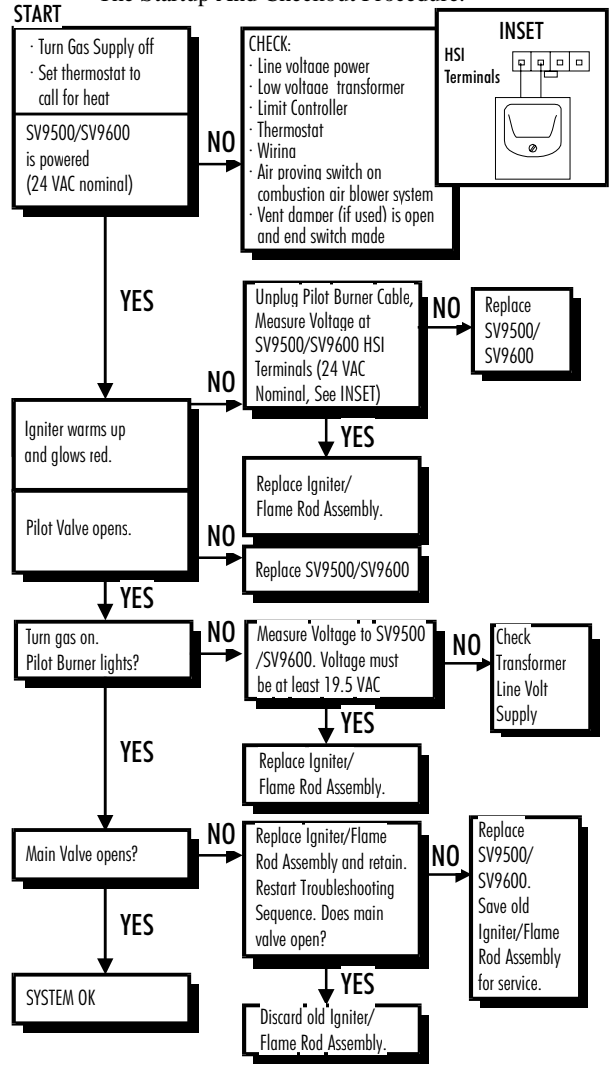 The Startup And Checkout Procedure.
START
· Turn Gas Supply off
· Set thermostat to
call for heat
SV9500/SV9600
is powered
(24 VAC nominal)
NO
CHECK:
· Line voltage power
· Low voltage transformer
· Limit Controller
· Thermostat
· Wiring
· Air proving switch on
combustion air blower system
· Vent damper (if used) is open
and end switch made
INSET
HSI
Terminals
YES
Igniter warms up
and glows red.
NO
Unplug Pilot Burner Cable,
Measure Voltage at
SV9500/SV9600 HSI
Terminals (24 VAC
Nominal, See INSET)
NO
Replace
SV9500/
SV9600
YES
Replace Igniter/
Flame Rod Assembly.
Pilot Valve opens.
NO
Replace SV9500/SV9600
YES
Turn gas on.
Pilot Burner lights?
NO
Measure Voltage to SV9500
/SV9600. Voltage must
be at least 19.5 VAC
NO
Check
Transformer
Line Volt
Supply
YES
Replace Igniter/
Flame Rod Assembly.
YES
Main Valve opens?
NO
Replace Igniter/Flame
Rod Assembly and retain.
Restart Troubleshooting
Sequence. Does main
valve open?
NO
Replace
SV9500/
SV9600.
Save old
Igniter/Flame
Rod Assembly
for service.
YES
Discard old Igniter/
Flame Rod Assembly.
YES
SYSTEM OK